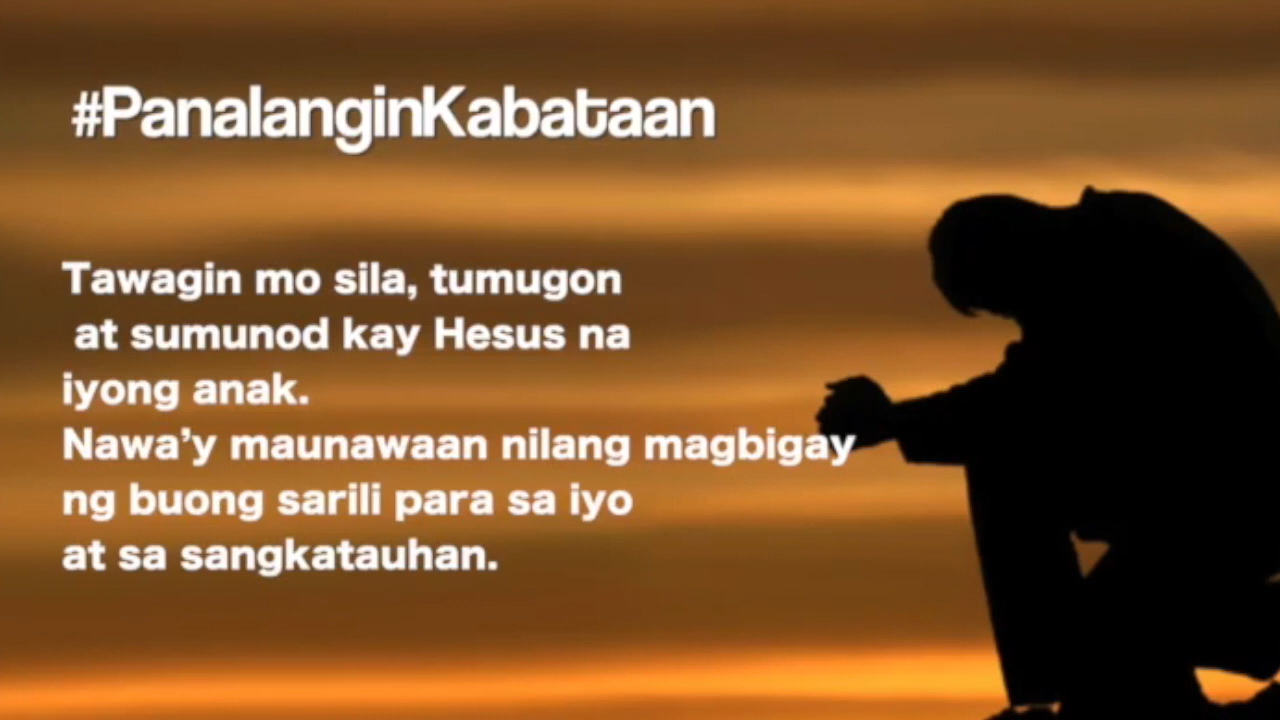 #PanalanginKabataan
Tawagin mo sila, tumugon
at sumunod kay Hesus na
iyong anak.
Nawa’y maunawaan nilang magbigay
ng buong sarili para sa iyo
at sa sangkatauhan.